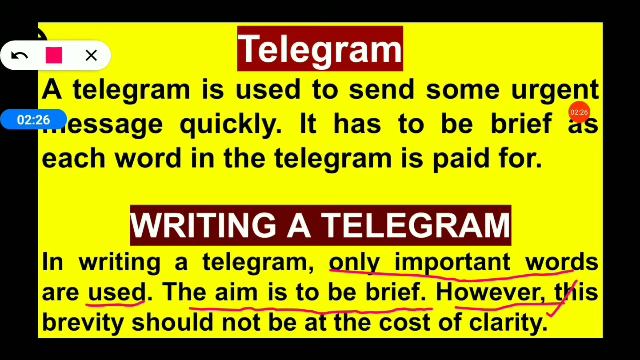 Telegram
A telegram is used to send some urgent
02:26
02:26
message quickly. It has to be brief as
each word in the telegram is paid for.
WRITING A TELEGRAM
In writing a telegram, only important words
are used. The aim is to be brief. However, this
brevity should not be at the cost of clarity.